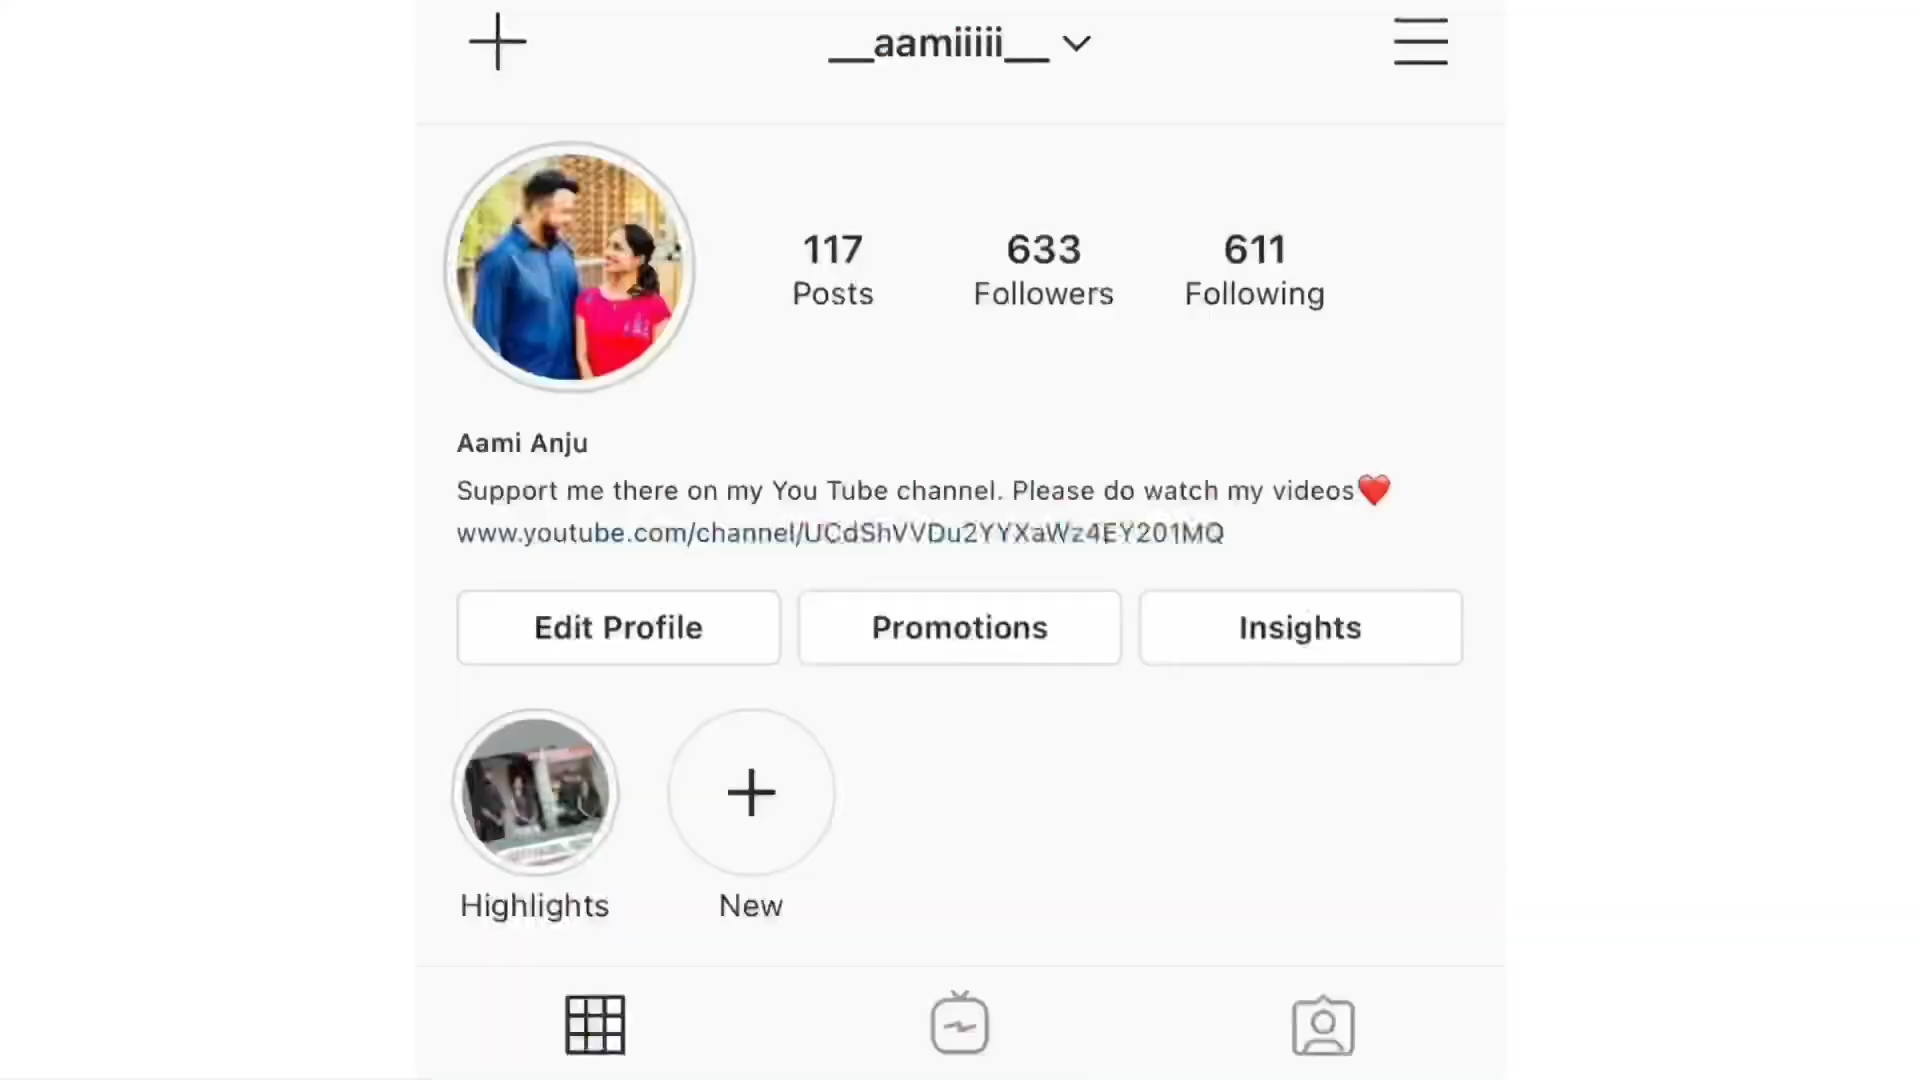 __aamiiiii__
117 633 611
Posts Followers Following
Aami Anju
Support me there on my You Tube channel. Please do watch my videos❤️
www.youtube.com/channel/UCdShVVDu2YYXaWz4EY201MQ
Edit Profile Promotions Insights
Highlights New